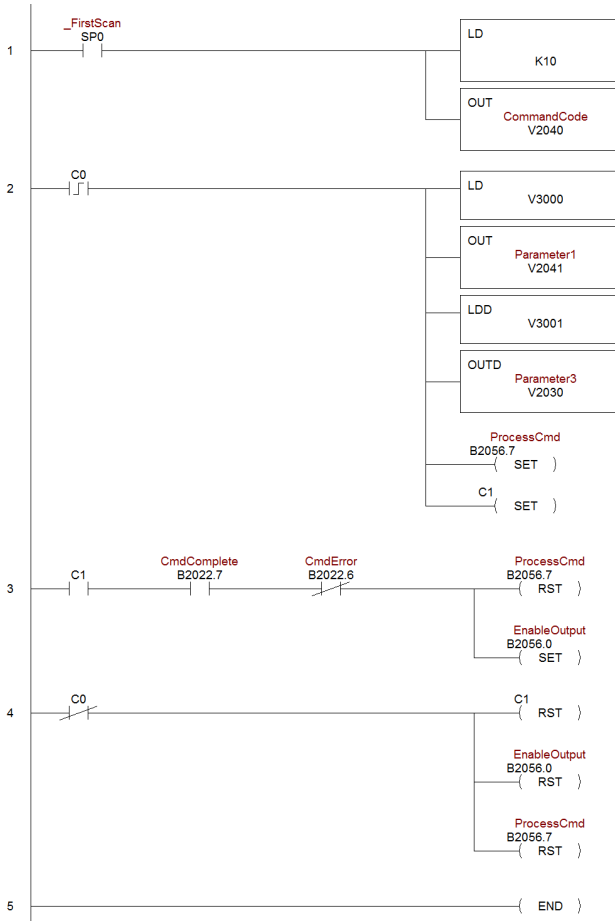 _FirstScan
SP0
1
LD
K10
OUT
CommandCode
V2040
2
C0
LD
V3000
OUT
Parameter1
V2041
LDD
V3001
OUTD
Parameter3
V2030
ProcessCmd
B2056.7
SET
C1
SET
3
C1
CmdComplete
B2022.7
CmdError
B2022.6
ProcessCmd
B2056.7
RST
EnableOutput
B2056.0
SET
4
C0
C1
RST
EnableOutput
B2056.0
RST
ProcessCmd
B2056.7
RST
5
END